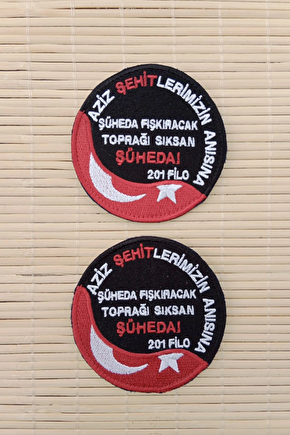 AZİZ ŞEHİTLERİMİZİN ANISINA
ŞÜHEDA FIŞKIRACAK
TOPRAĞI SIKSAN
ŞÜHEDA!
201 FİLO
AZİZ ŞEHİTLERİMİZİN ANISINA
ŞÜHEDA FIŞKIRACAK
TOPRAĞI SIKSAN
ŞÜHEDA!
201 FİLO